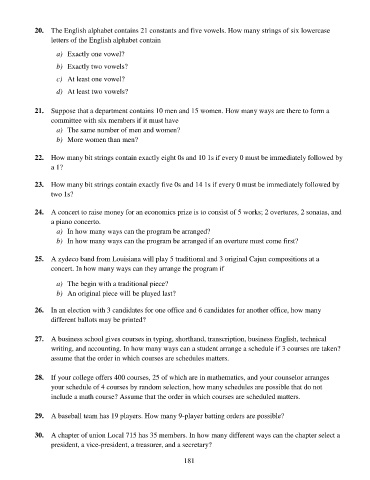 20. The English alphabet contains 21 constants and five vowels. How many strings of six lowercase
letters of the English alphabet contain
a) Exactly one vowel?
b) Exactly two vowels?
c) At least one vowel?
d) At least two vowels?
21. Suppose that a department contains 10 men and 15 women. How many ways are there to form a
committee with six members if it must have
a) The same number of men and women?
b) More women than men?
22. How many bit strings contain exactly eight 0s and 10 1s if every 0 must be immediately followed by
a 1?
23. How many bit strings contain exactly five 0s and 14 1s if every 0 must be immediately followed by
two 1s?
24. A concert to raise money for an economics prize is to consist of 5 works; 2 overtures, 2 sonatas, and
a piano concerto.
a) In how many ways can the program be arranged?
b) In how many ways can the program be arranged if an overture must come first?
25. A zydeco band from Louisiana will play 5 traditional and 3 original Cajun compositions at a
concert. In how many ways can they arrange the program if
a) The begin with a traditional piece?
b) An original piece will be played last?
26. In an election with 3 candidates for one office and 6 candidates for another office, how many
different ballots may be printed?
27. A business school gives courses in typing, shorthand, transcription, business English, technical
writing, and accounting. In how many ways can a student arrange a schedule if 3 courses are taken?
assume that the order in which courses are schedules matters.
28. If your college offers 400 courses, 25 of which are in mathematics, and your counselor arranges
your schedule of 4 courses by random selection, how many schedules are possible that do not
include a math course? Assume that the order in which courses are scheduled matters.
29. A baseball team has 19 players. How many 9-player batting orders are possible?
30. A chapter of union Local 715 has 35 members. In how many different ways can the chapter select a
president, a vice-president, a treasurer, and a secretary?
181